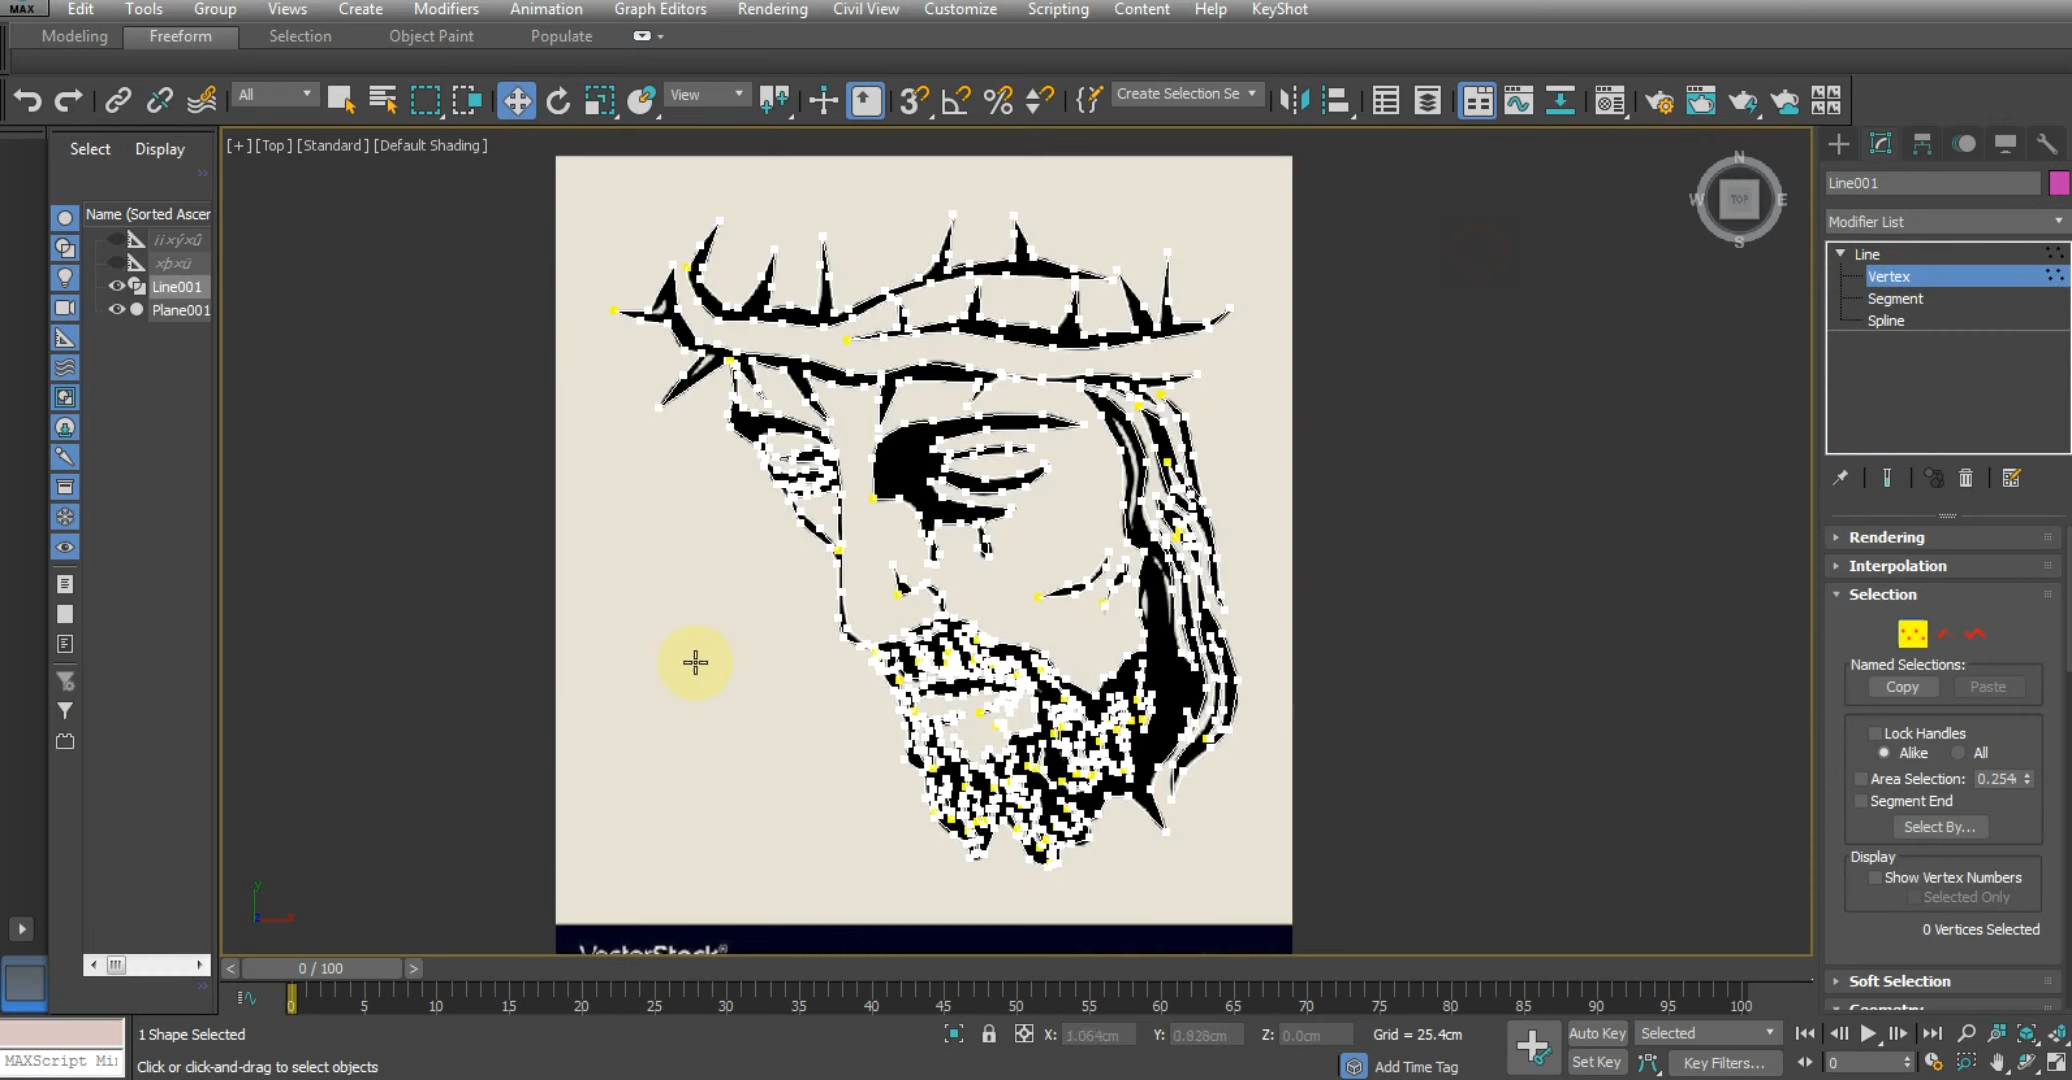 MAX Edit Tools Group Views Create Modifiers Animation Graph Editors Rendering Civil View Customize Scripting Content Help KeyShot
Modeling Freeform Selection Object Paint Populate
All View Create Selection Se
[+] [Top] [Standard] [Default Shading]
Select Display
Name (Sorted Ascer
Line001
Plane001
N
W TOP E
S
VectorStock®
Line001
Modifier List
Line
Vertex
Segment
Spline
Rendering
Interpolation
Selection
Named Selections:
Copy Paste
Lock Handles
Alike All
Area Selection: 0.254
Segment End
Select By...
Display
Show Vertex Numbers
Selected Only
0 Vertices Selected
Soft Selection
Geometry
< 0 / 100 >
0 5 10 15 20 25 30 35 40 45 50 55 60 65 70 75 80 85 90 95 100
1 Shape Selected X: 1.064cm Y: 0.828cm Z: 0.0cm Grid = 25.4cm Auto Key Selected
MAXScript Mi Click or click-and-drag to select objects Add Time Tag Set Key Key Filters... 0